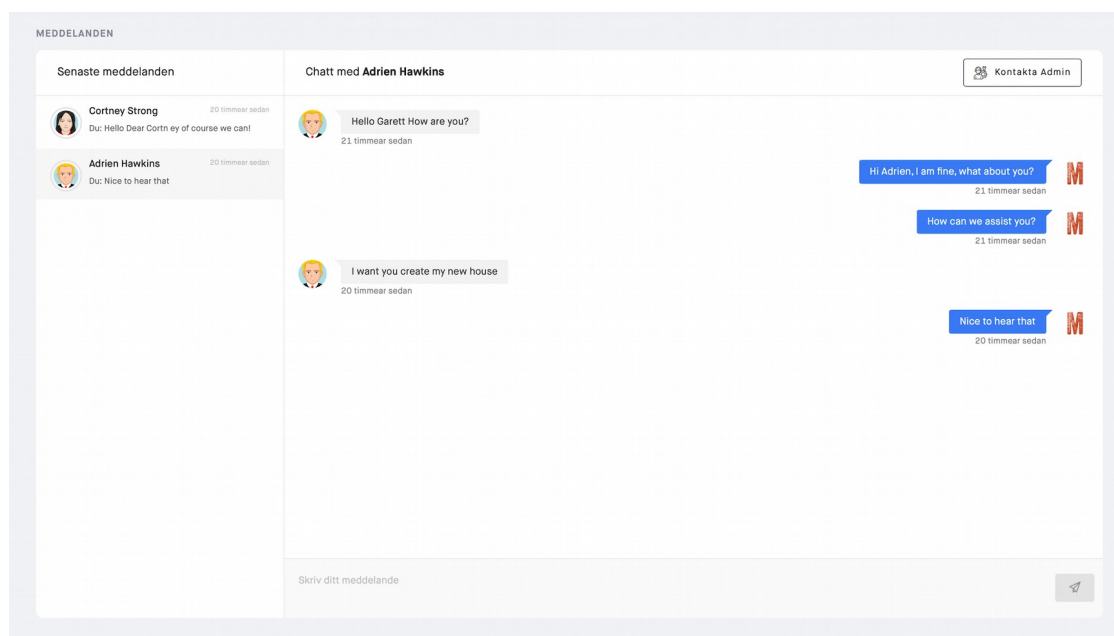 MEDDELANDEN
Senaste meddelanden
Cortney Strong
20 timmear sedan
Du: Hello Dear Cortn ey of course we can!
Adrien Hawkins
20 timmear sedan
Du: Nice to hear that
Chatt med Adrien Hawkins
Kontakta Admin
Hello Garett How are you?
21 timmear sedan
Hi Adrien, I am fine, what about you?
21 timmear sedan
How can we assist you?
21 timmear sedan
I want you create my new house
20 timmear sedan
Nice to hear that
20 timmear sedan
Skriv ditt meddelande